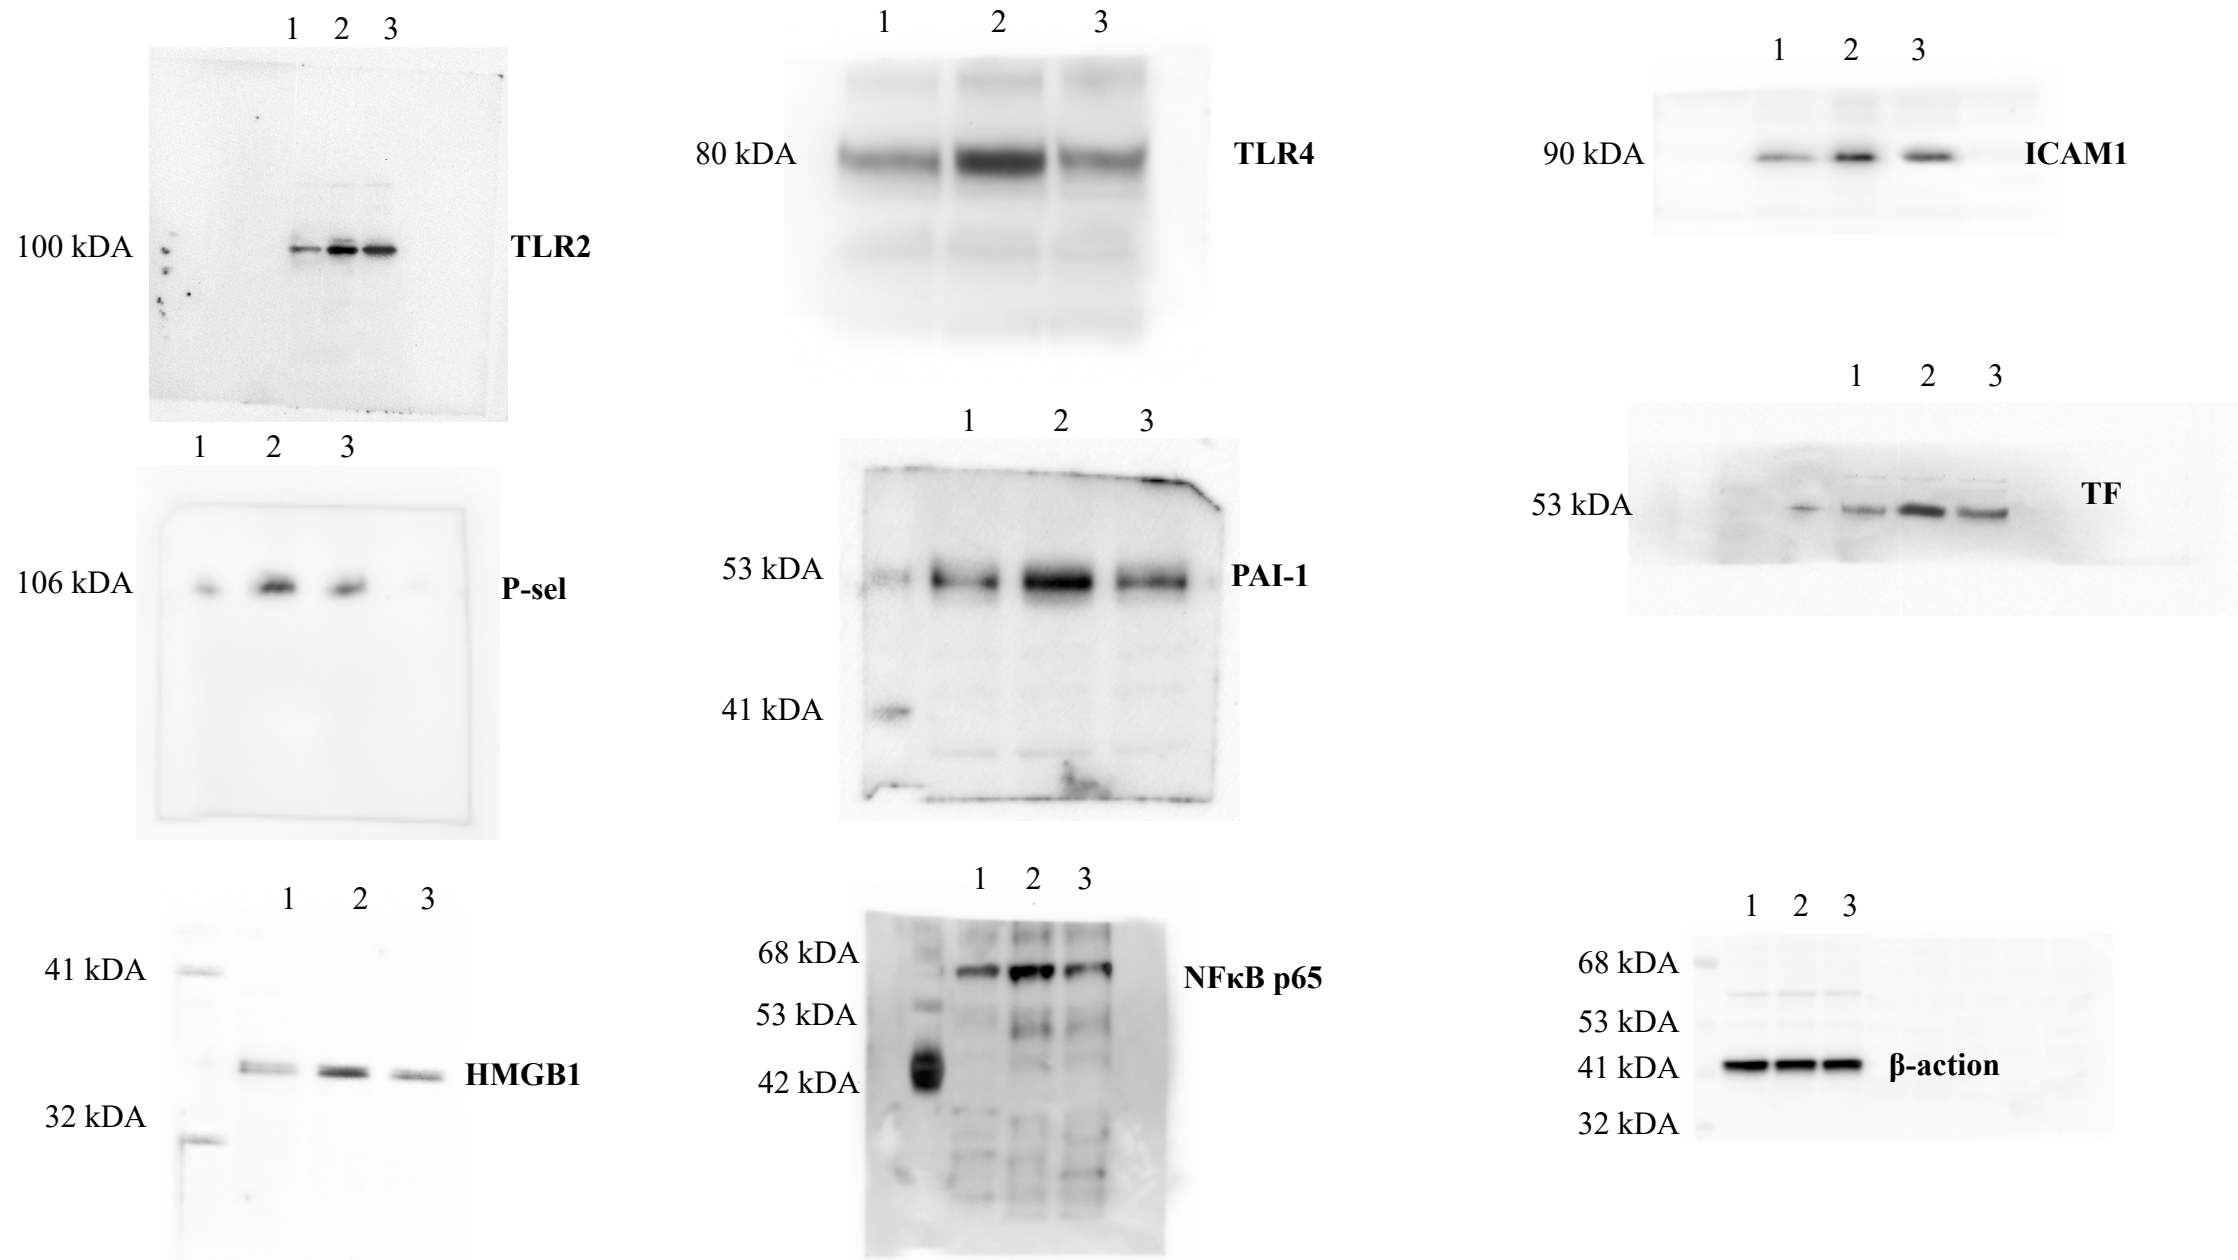 1 2 3
100 kDA TLR2
1 2 3
80 kDA TLR4
1 2 3
90 kDA ICAM1
1 2 3
106 kDA P-sel
1 2 3
53 kDA PAI-1
41 kDA
1 2 3
53 kDA TF
1 2 3
41 kDA
HMGB1
32 kDA
1 2 3
68 kDA
NFκB p65
53 kDA
42 kDA
1 2 3
68 kDA
53 kDA
41 kDA β-action
32 kDA